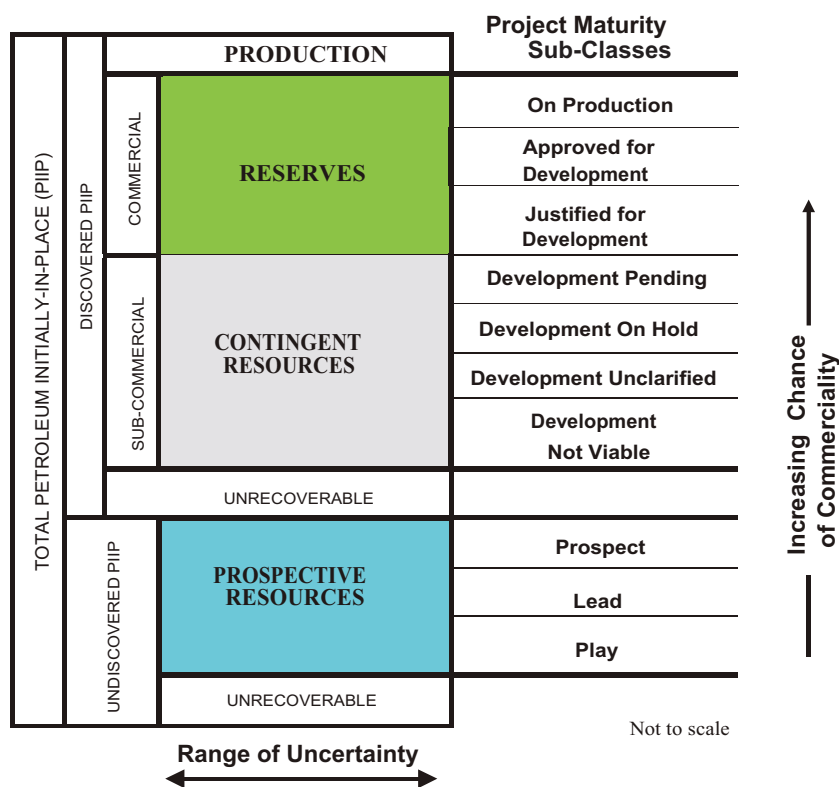 Project Maturity
Sub-Classes
PRODUCTION
TOTAL PETROLEUM INITIALLY-IN-PLACE (PIIP)
DISCOVERED PIIP
COMMERCIAL
RESERVES
On Production
Approved for
Development
Justified for
Development
SUB-COMMERCIAL
CONTINGENT
RESOURCES
Development Pending
Development On Hold
Development Unclarified
Development
Not Viable
UNRECOVERABLE
UNDISCOVERED PIIP
PROSPECTIVE
RESOURCES
Prospect
Lead
Play
UNRECOVERABLE
Increasing Chance
of Commerciality
Not to scale
Range of Uncertainty